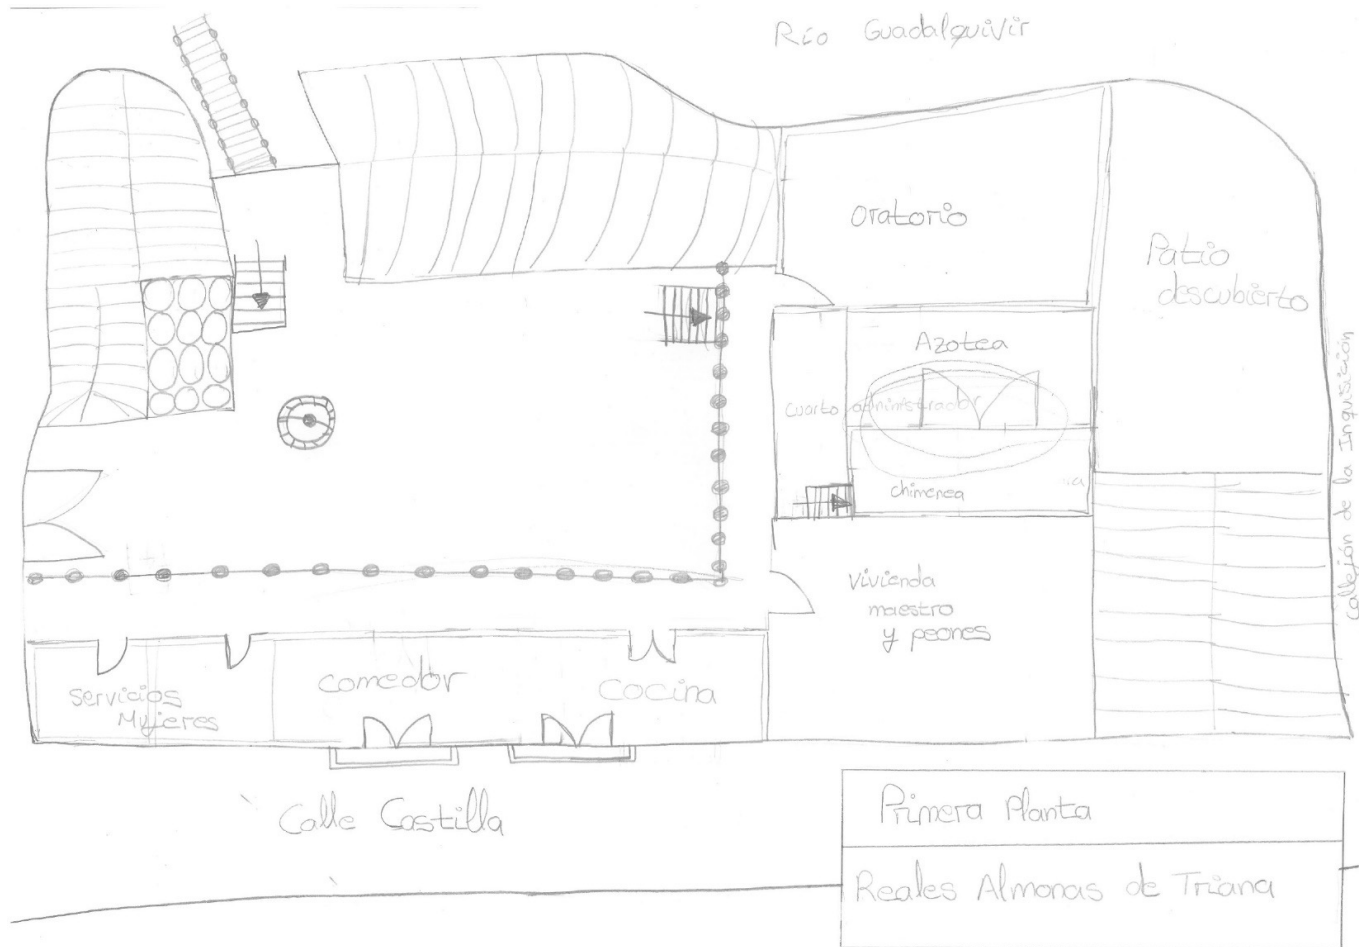 Río Guadalquivir
Oratorio
Patio
descubierto
Azotea
Cuarto administrador
chimenea
Callejón de la Inquisición
Vivienda
maestro
y peones
Servicios
Mujeres
Comedor
Cocina
Calle Castilla
Primera Planta
Reales Almonas de Triana